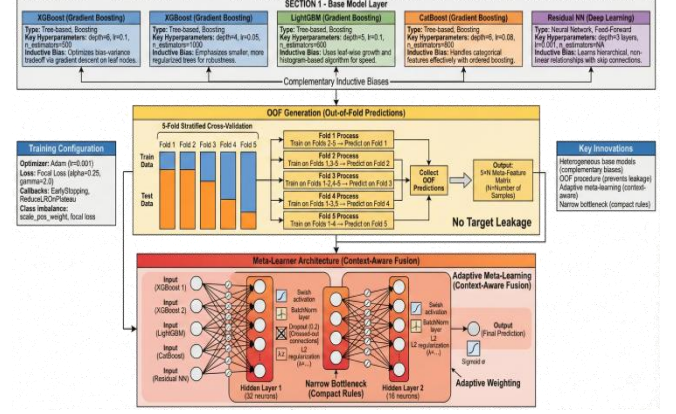 SECTION 1 - Base Model Layer
XGBoost (Gradient Boosting)
Type: Tree-based, Boosting
Key Hyperparameters: depth=6, lr=0.1,
n_estimators=500
Inductive Bias: Optimizes bias-variance
tradeoff via gradient descent on leaf nodes.
XGBoost (Gradient Boosting)
Type: Tree-based, Boosting
Key Hyperparameters: depth=4, lr=0.05,
n_estimators=1000
Inductive Bias: Emphasizes smaller, more
regularized trees for robustness.
LightGBM (Gradient Boosting)
Type: Tree-based, Boosting
Key Hyperparameters: depth=5, lr=0.1,
n_estimators=600
Inductive Bias: Uses leaf-wise growth and
histogram-based algorithm for speed.
CatBoost (Gradient Boosting)
Type: Tree-based, Boosting
Key Hyperparameters: depth=6, lr=0.08,
n_estimators=800
Inductive Bias: Handles categorical
features effectively with ordered boosting.
Residual NN (Deep Learning)
Type: Neural Network, Feed-Forward
Key Hyperparameters: depth=3 layers,
lr=0.001, n_estimators=NA
Inductive Bias: Learns hierarchical, non-
linear relationships with skip connections.
Complementary Inductive Biases
OOF Generation (Out-of-Fold Predictions)
5-Fold Stratified Cross-Validation
Fold 1 Fold 2 Fold 3 Fold 4 Fold 5
Train
Data
Test
Data
Fold 1 Process
Train on Folds 2-5 → Predict on Fold 1
Fold 2 Process
Train on Folds 1,3-5 → Predict on Fold 2
Fold 3 Process
Train on Folds 1-2,4-5 → Predict on Fold 3
Fold 4 Process
Train on Folds 1-3,5 → Predict on Fold 4
Fold 5 Process
Train on Folds 1-4 → Predict on Fold 5
Collect
OOF
Predictions
Output:
5×N Meta-Feature
Matrix
(N=Number of
Samples)
No Target Leakage
Training Configuration
Optimizer: Adam (lr=0.001)
Loss: Focal Loss (alpha=0.25,
gamma=2.0)
Callbacks: EarlyStopping,
ReduceLROnPlateau
Class imbalance:
scale_pos_weight, focal loss
Key Innovations
Heterogeneous base models
(complementary biases)
OOF procedure (prevents leakage)
Adaptive meta-learning (context-
aware)
Narrow bottleneck (compact rules)
Meta-Learner Architecture (Context-Aware Fusion)
Input
(XGBoost 1)
Input
(XGBoost 2)
Input
(LightGBM)
Input
(CatBoost)
Input
(Residual NN)
Swish
activation
BatchNorm
layer
Dropout (0.2)
[Crossed-out
connections]
L2
regularization
Hidden Layer 1
(32 neurons)
Narrow Bottleneck
(Compact Rules)
Swish
activation
BatchNorm
layer
L2
regularization
Hidden Layer 2
(16 neurons)
Adaptive Meta-Learning
(Context-Aware Fusion)
Output
(Final Prediction)
Sigmoid σ
Adaptive Weighting